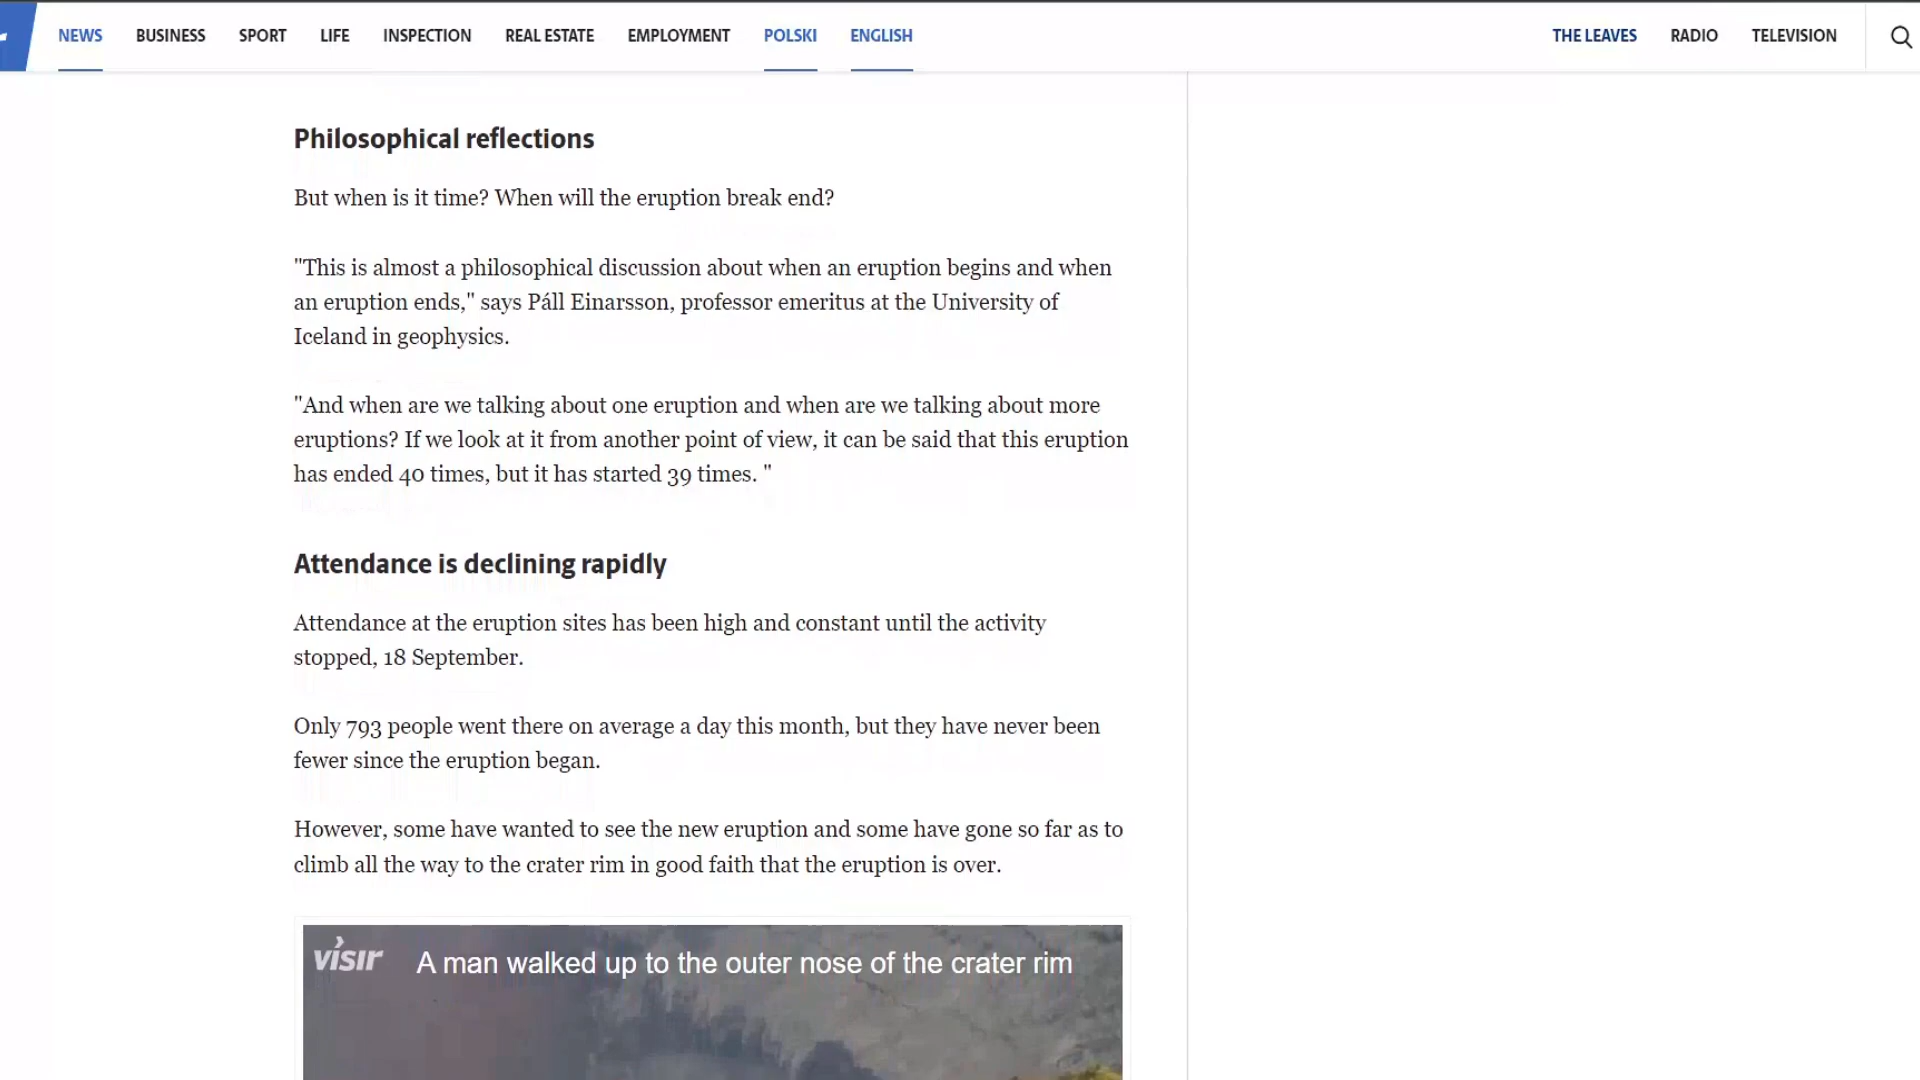 NEWS BUSINESS SPORT LIFE INSPECTION REAL ESTATE EMPLOYMENT POLSKI ENGLISH THE LEAVES RADIO TELEVISION
Philosophical reflections
But when is it time? When will the eruption break end?
"This is almost a philosophical discussion about when an eruption begins and when
an eruption ends," says Páll Einarsson, professor emeritus at the University of
Iceland in geophysics.
"And when are we talking about one eruption and when are we talking about more
eruptions? If we look at it from another point of view, it can be said that this eruption
has ended 40 times, but it has started 39 times. "
Attendance is declining rapidly
Attendance at the eruption sites has been high and constant until the activity
stopped, 18 September.
Only 793 people went there on average a day this month, but they have never been
fewer since the eruption began.
However, some have wanted to see the new eruption and some have gone so far as to
climb all the way to the crater rim in good faith that the eruption is over.
vísir A man walked up to the outer nose of the crater rim